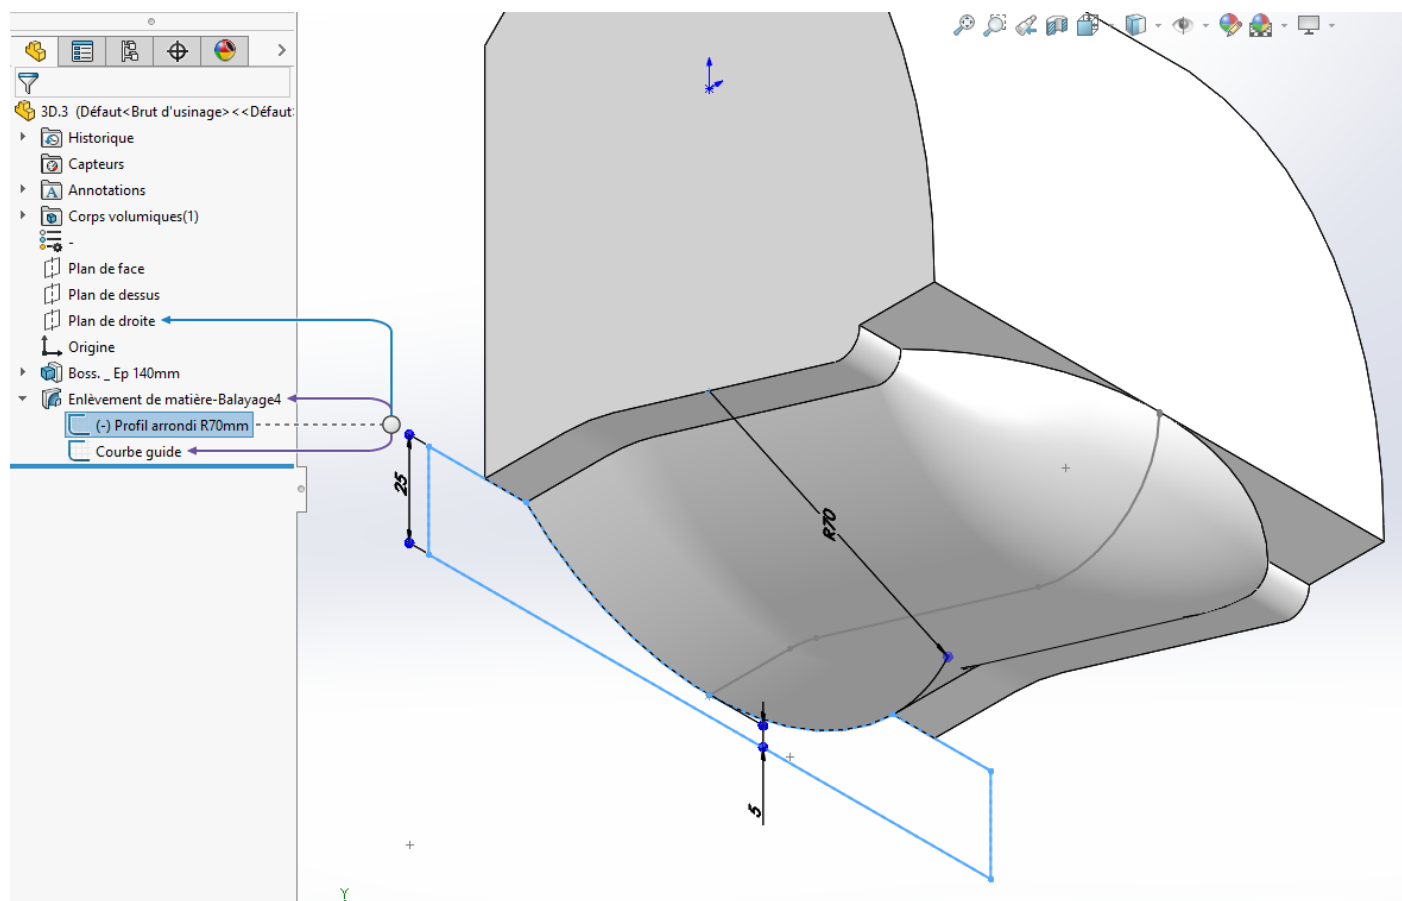 3D.3 (Défaut<Brut d'usinage><<Défaut
Historique
Capteurs
A Annotations
Corps volumiques(1)
-
Plan de face
Plan de dessus
Plan de droite
Origine
Boss. _ Ep 140mm
Enlèvement de matière-Balayage4
(-) Profil arrondi R70mm
Courbe guide
25
R70
5
Y